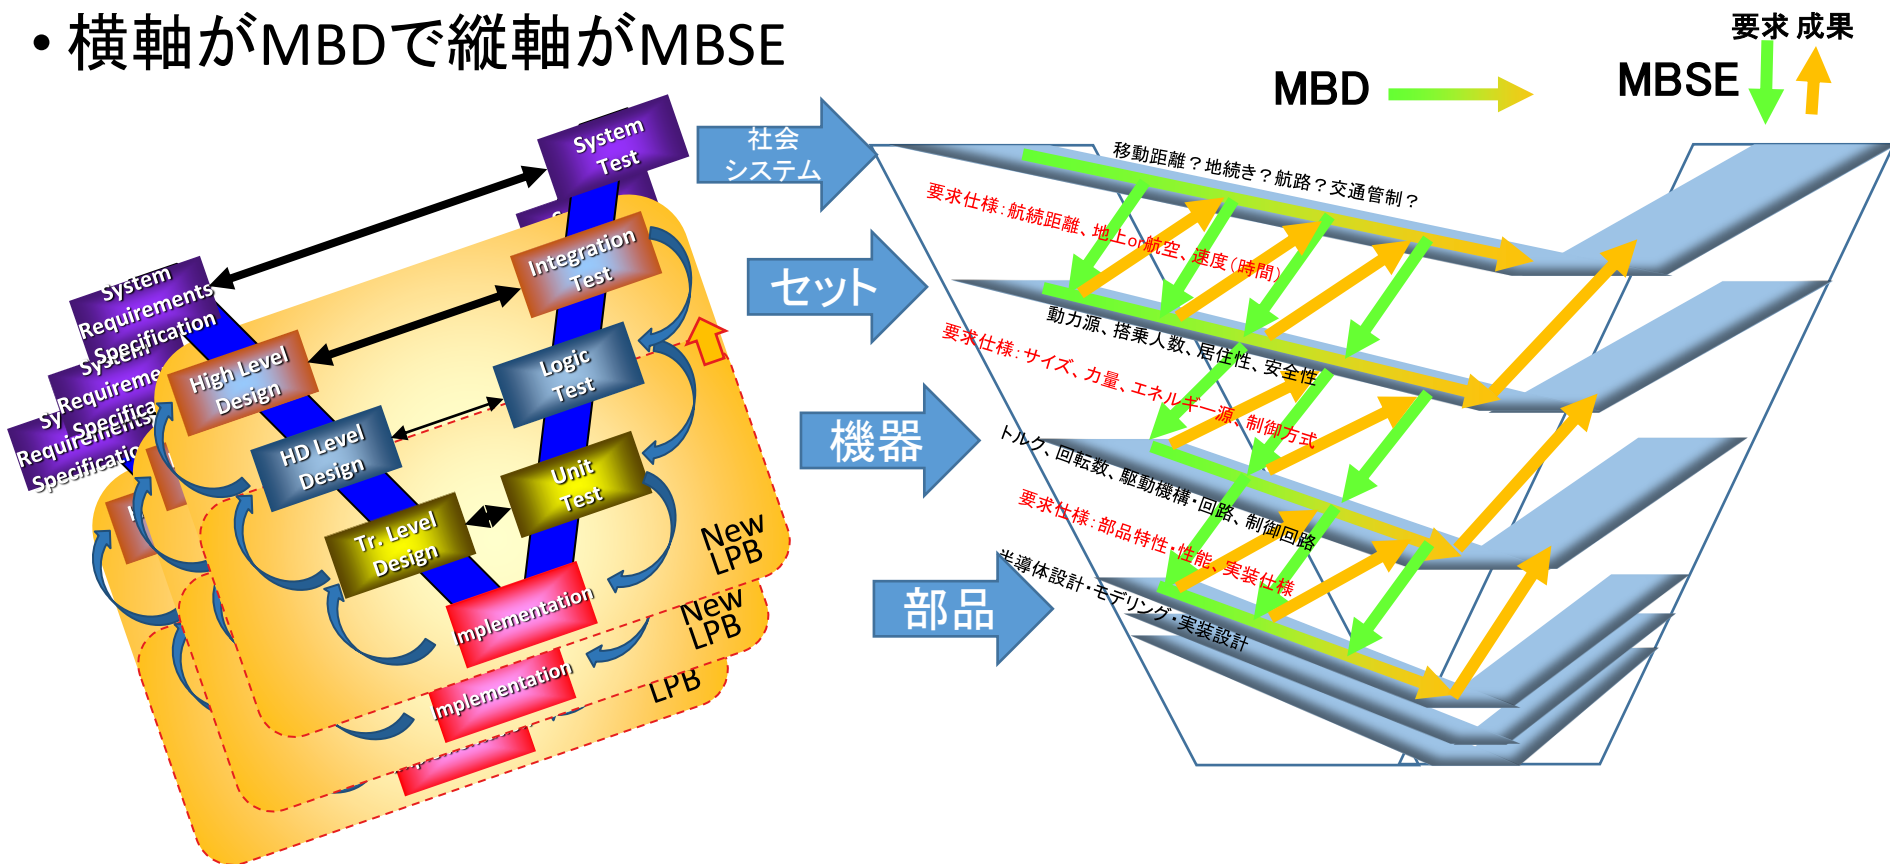 • 横軸がMBDで縦軸がMBSE
要求 成果
MBD
MBSE
System
Test
社会
システム
移動距離？地続き？航路？交通管制？
要求仕様：航続距離、地上or航空、速度（時間）
Integration
Test
セット
System
Requirements
Specification
動力源、搭乗人数、居住性、安全性
要求仕様：サイズ、力量、エネルギー源、制御方式
High Level
Design
Logic
Test
System
Requirements
Specification
機器
トルク、回転数、駆動機構・回路、制御回路
要求仕様：部品特性・性能、実装仕様
HD Level
Design
Unit
Test
Requirements
Specification
Tr. Level
Design
New
LPB
部品
半導体設計・モデリング・実装設計
Implementation
New
LPB
Implementation
LPB